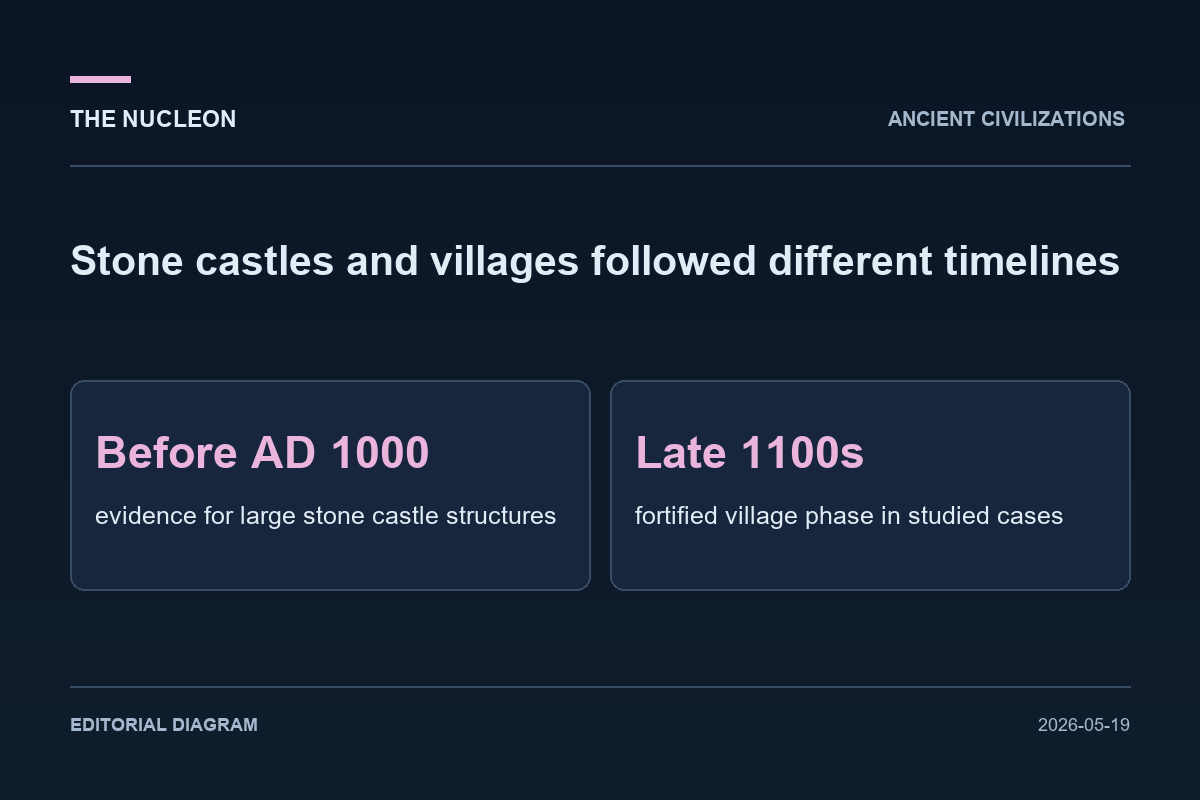 THE NUCLEON
ANCIENT CIVILIZATIONS
Stone castles and villages followed different timelines
Before AD 1000
evidence for large stone castle structures
Late 1100s
fortified village phase in studied cases
EDITORIAL DIAGRAM
2026-05-19